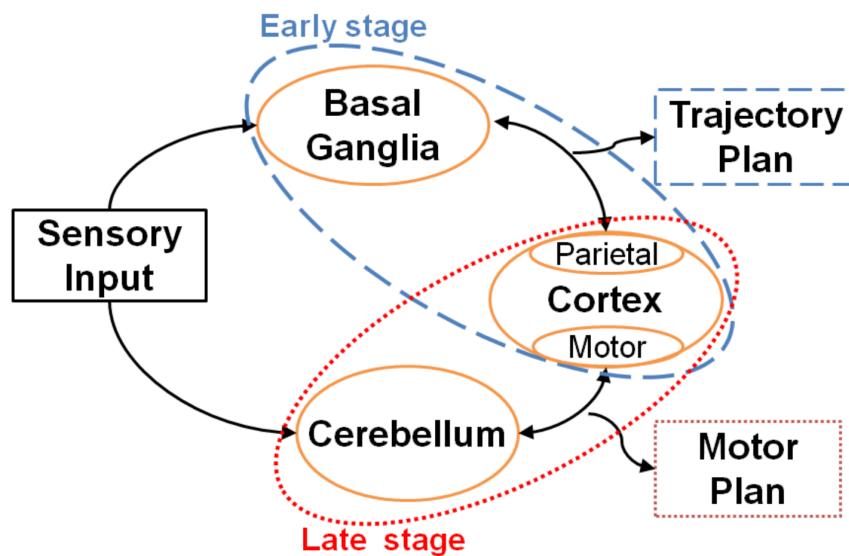 Early stage
Basal
Ganglia
Trajectory
Plan
Sensory
Input
Parietal
Cortex
Motor
Cerebellum
Motor
Plan
Late stage